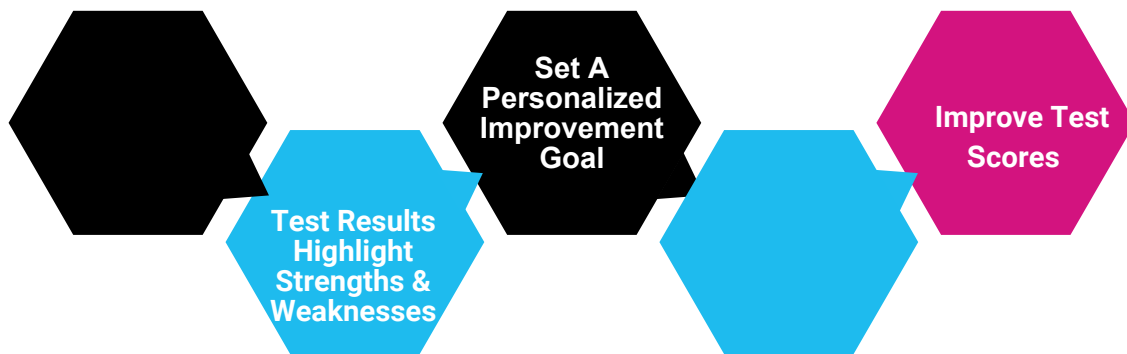 Test Results
Highlight
Strengths &
Weaknesses
Set A
Personalized
Improvement
Goal
Improve Test
Scores